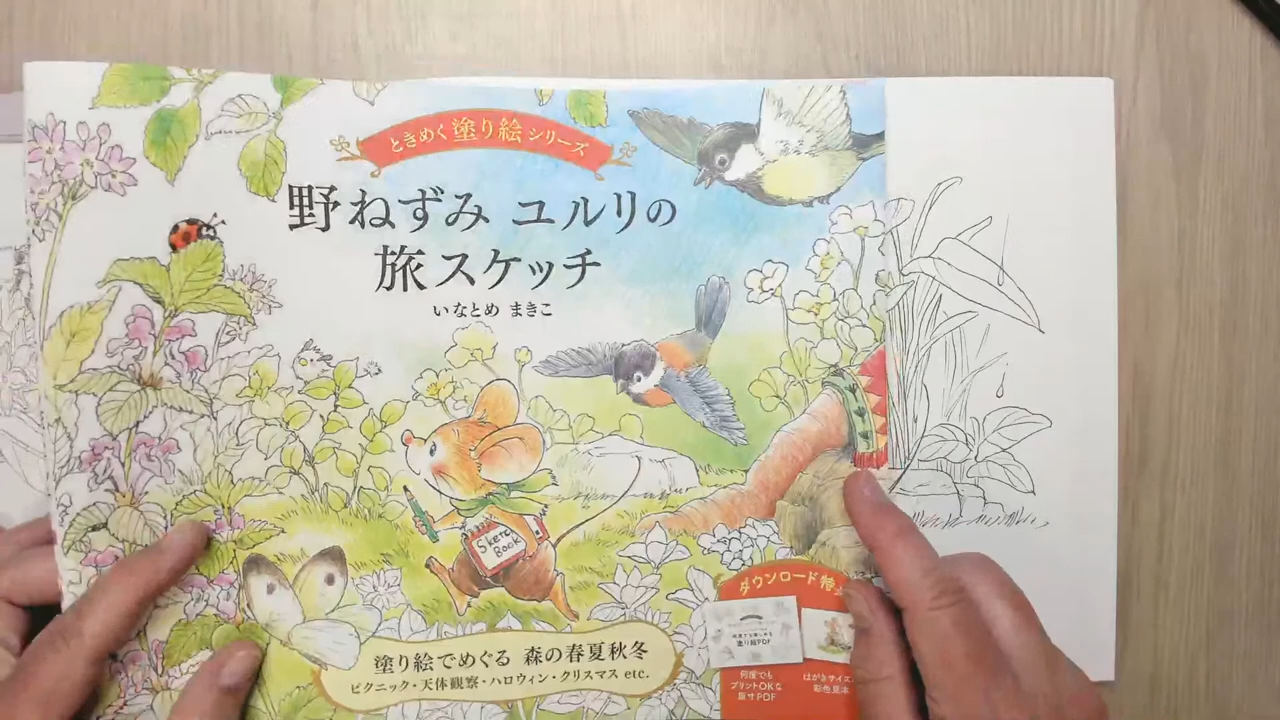 ときめく塗り絵シリーズ
野ねずみ ユルリの
旅スケッチ
いなとめ まきこ
Sketch
Book
塗り絵でめぐる 森の春夏秋冬
ピクニック・天体観察・ハロウィン・クリスマス etc.
ダウンロード特
塗り絵PDF
何度でも
プリントOKな
原寸PDF
はがきサイズ
彩色見本